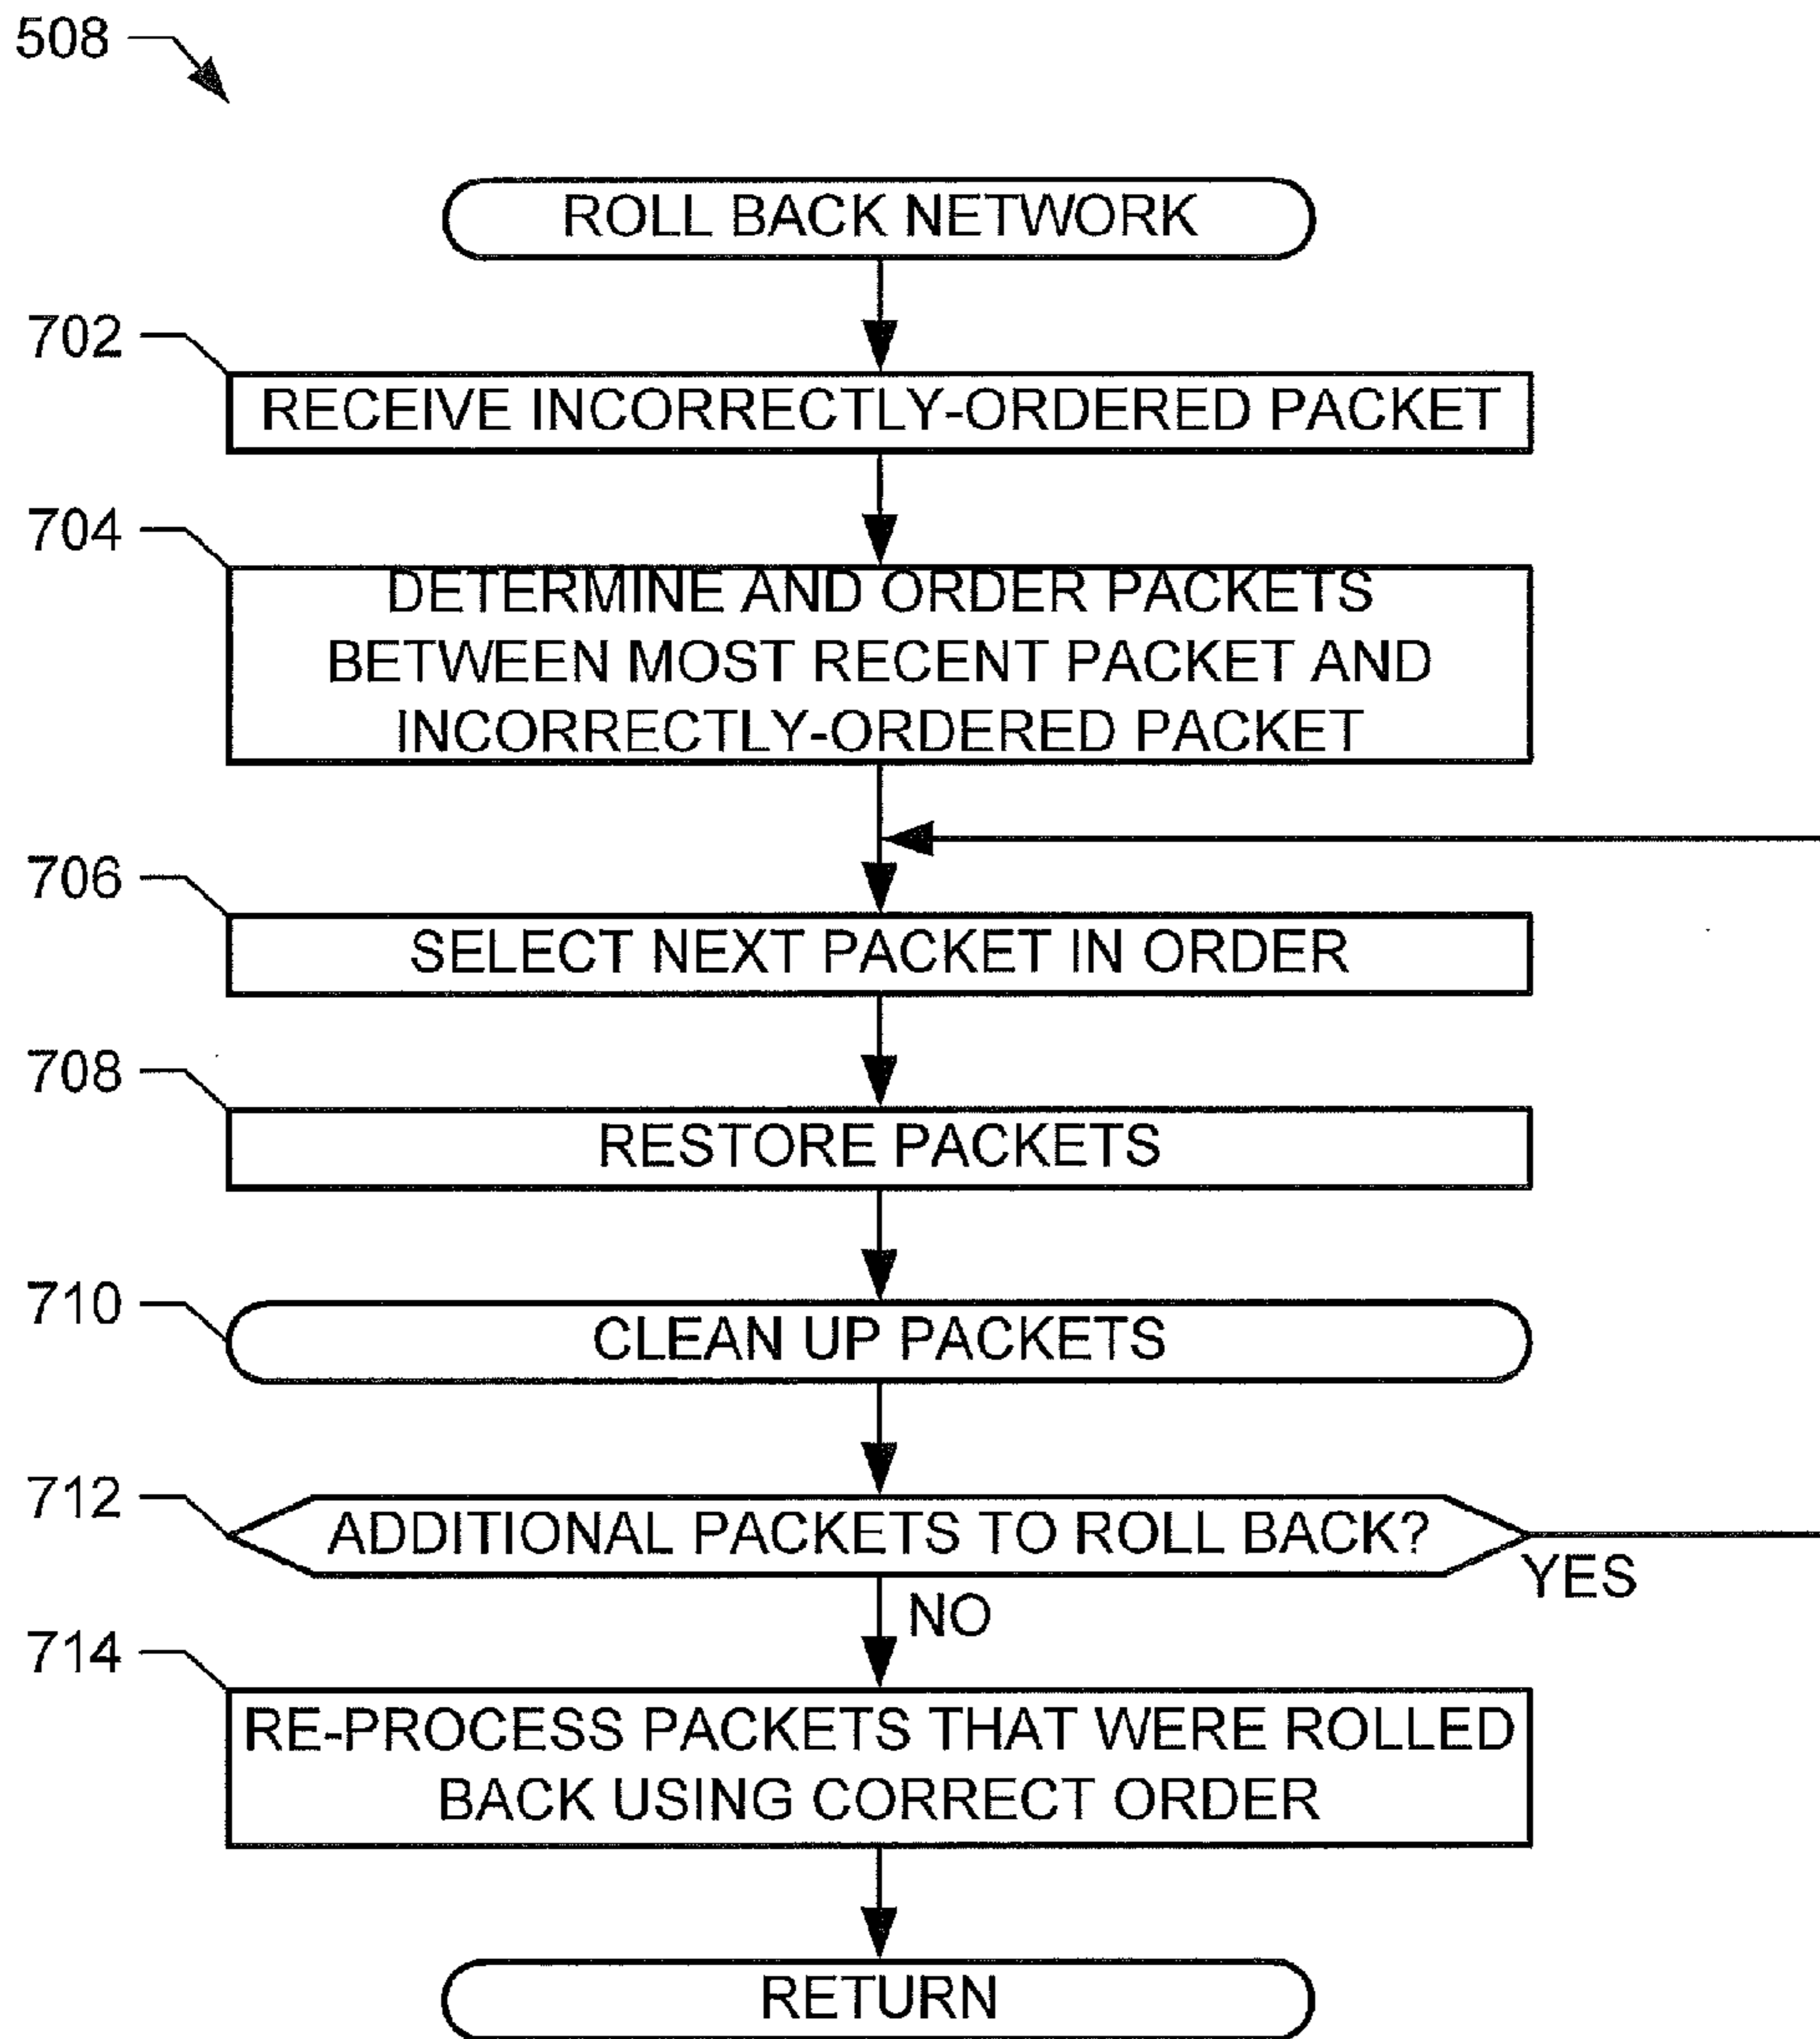 508
ROLL BACK NETWORK
702
RECEIVE INCORRECTLY-ORDERED PACKET
704
DETERMINE AND ORDER PACKETS
BETWEEN MOST RECENT PACKET AND
INCORRECTLY-ORDERED PACKET
706
SELECT NEXT PACKET IN ORDER
708
RESTORE PACKETS
710
CLEAN UP PACKETS
712
ADDITIONAL PACKETS TO ROLL BACK?
YES
NO
714
RE-PROCESS PACKETS THAT WERE ROLLED
BACK USING CORRECT ORDER
RETURN